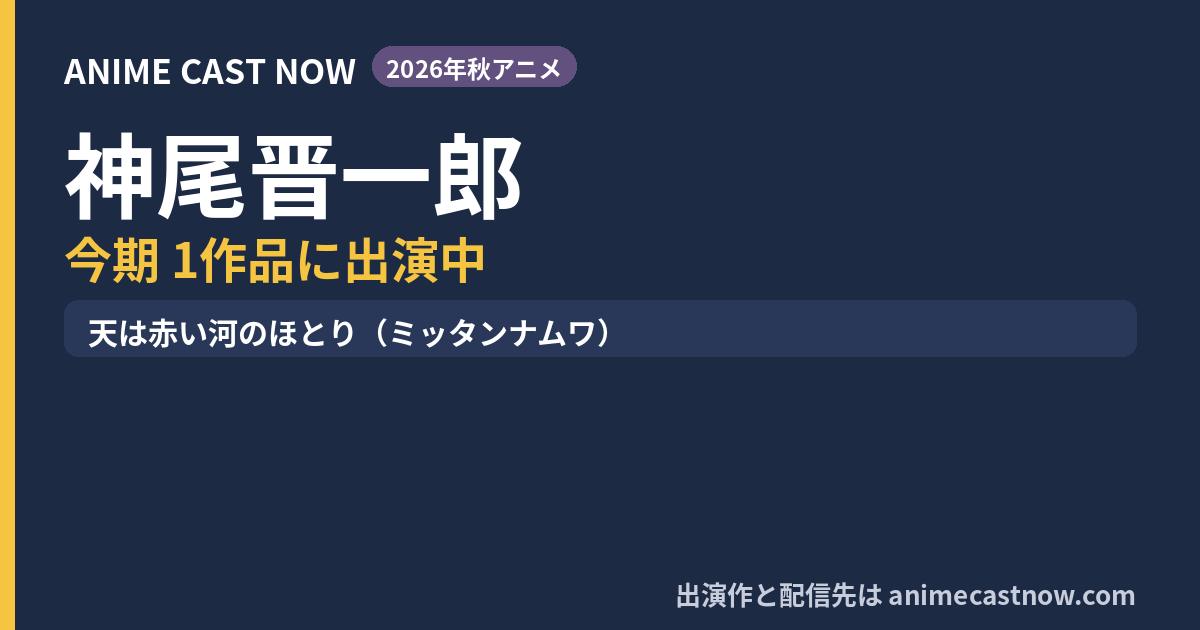 ANIME CAST NOW 2026年秋アニメ
神尾晋一郎
今期 1作品に出演中
天は赤い河のほとり（ミッタンナムワ）
出演作と配信先は animecastnow.com